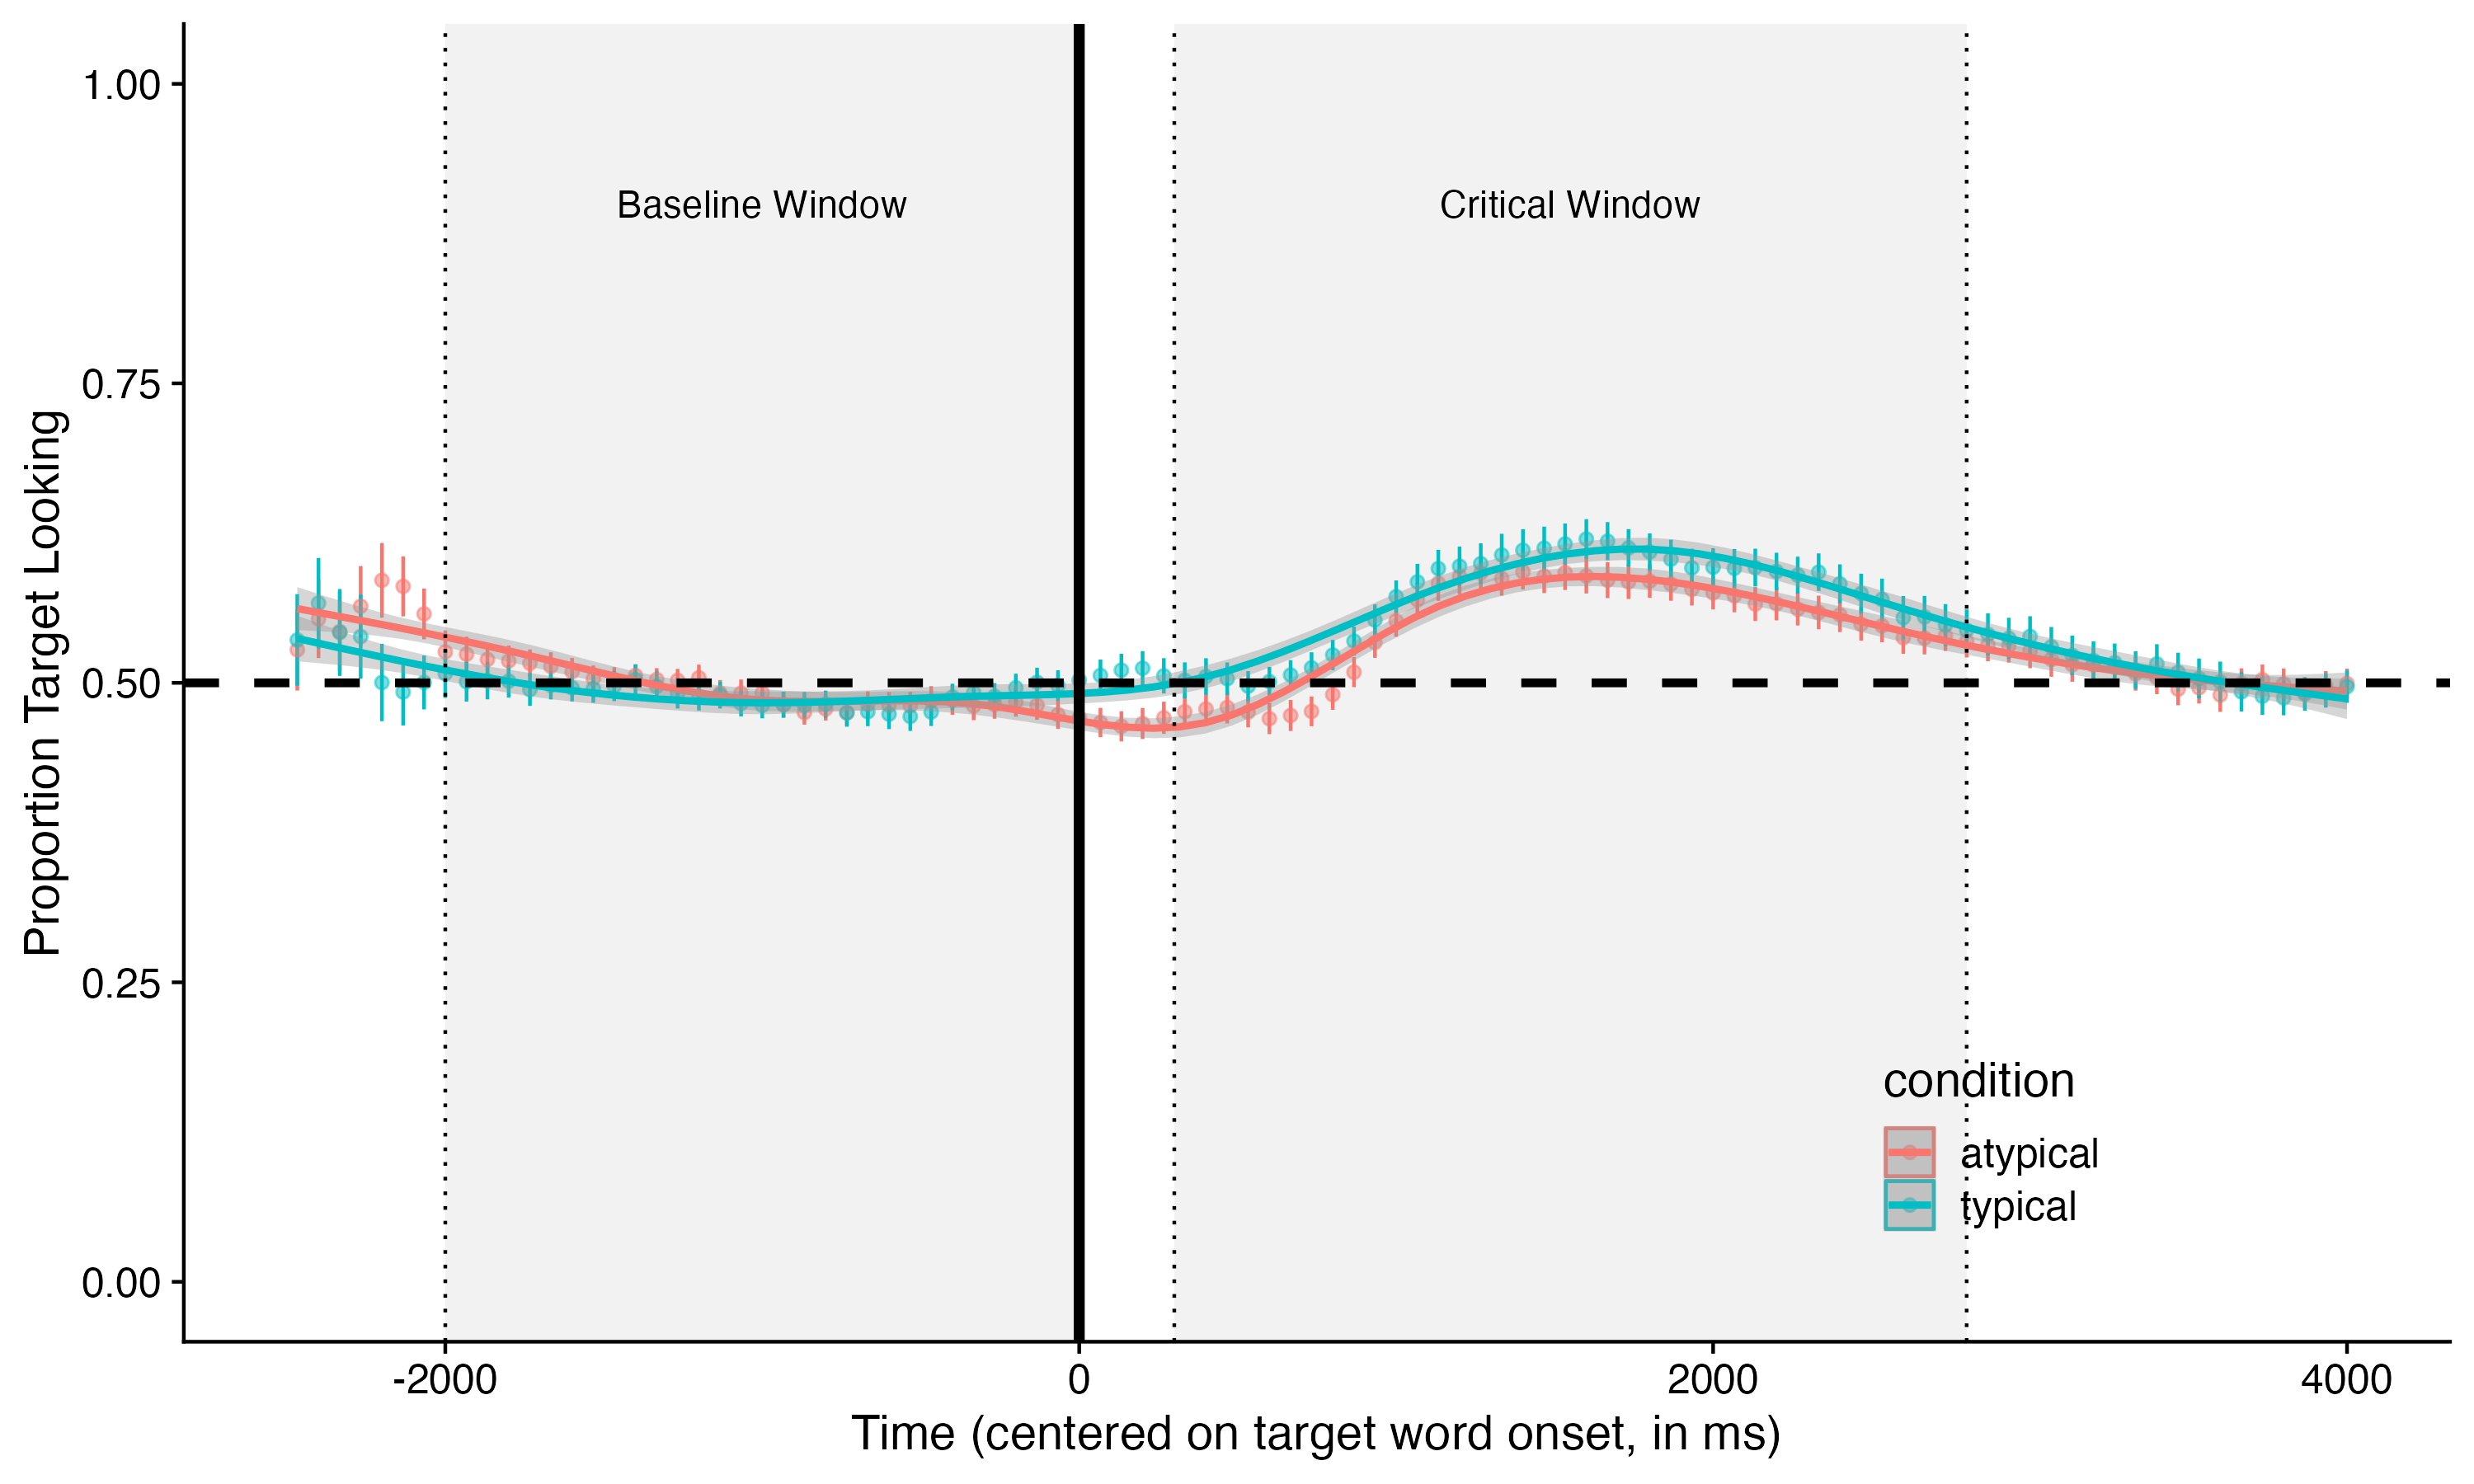 Baseline Window
Critical Window
1.00
0.75
0.50
0.25
0.00
Proportion Target Looking
-2000
0
2000
4000
Time (centered on target word onset, in ms)
condition
atypical
typical